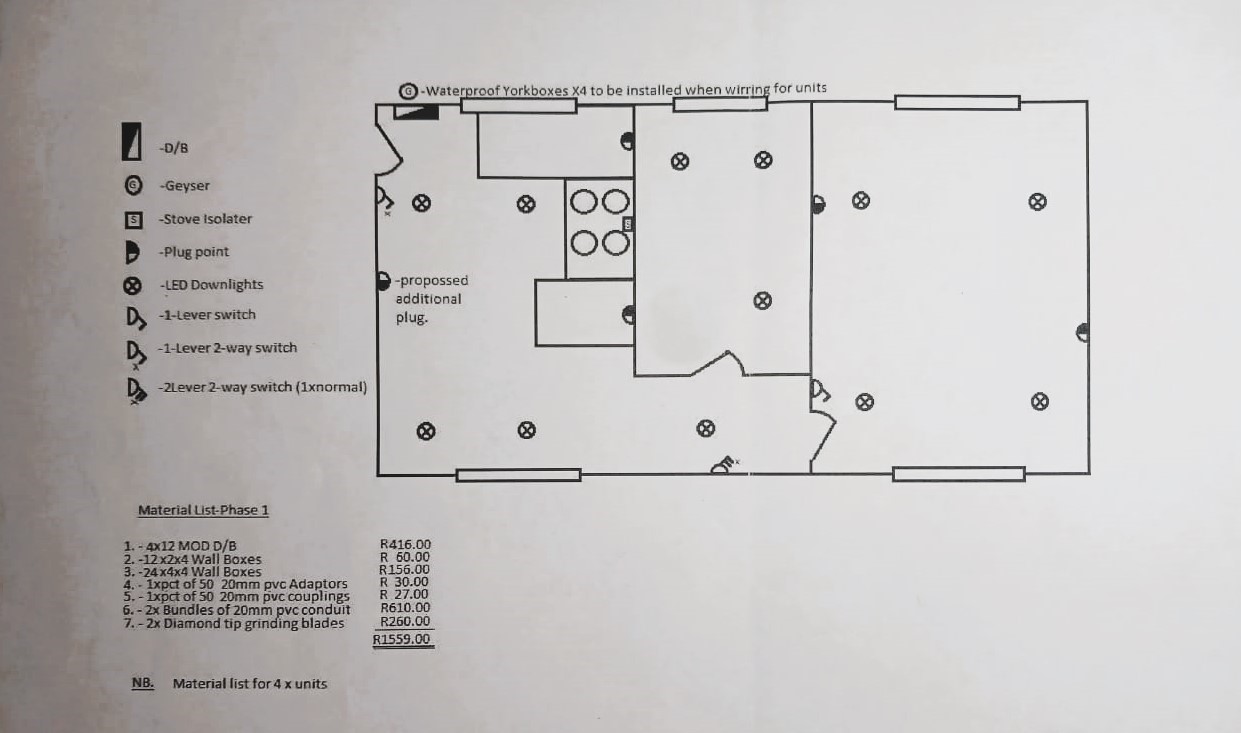 G -Waterproof Yorkboxes X4 to be installed when wirring for units
-D/B
G -Geyser
S -Stove Isolater
-Plug point
-LED Downlights
-1-Lever switch
-1-Lever 2-way switch
x
-2Lever 2-way switch (1xnormal)
x
x
S
-propossed
additional
plug.
x
Material List-Phase 1
1. - 4x12 MOD D/B R416.00
2. -12x2x4 Wall Boxes R 60.00
3. -24x4x4 Wall Boxes R156.00
4. - 1xpct of 50 20mm pvc Adaptors R 30.00
5. - 1xpct of 50 20mm pvc couplings R 27.00
6. - 2x Bundles of 20mm pvc conduit R610.00
7. - 2x Diamond tip grinding blades R260.00
R1559.00
NB. Material list for 4 x units